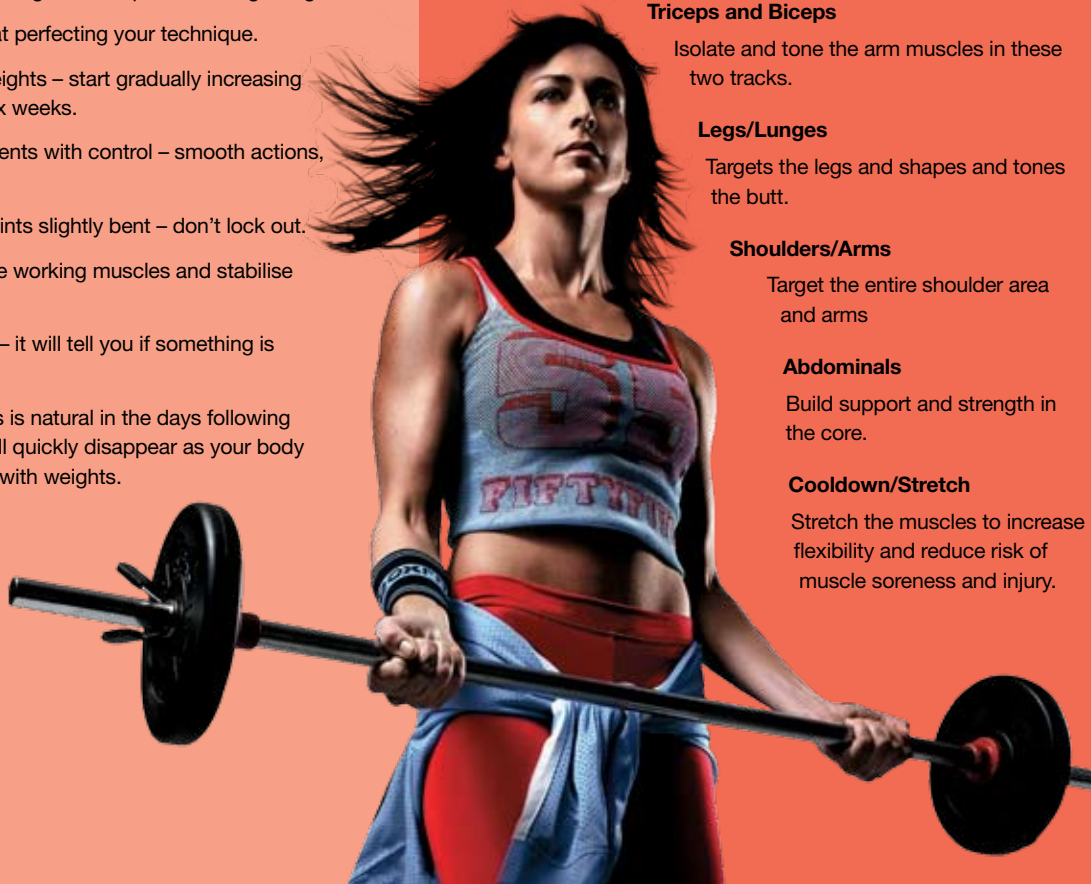 t perfecting your technique.
eights – start gradually increasing
x weeks.
ents with control – smooth actions,
ints slightly bent – don't lock out.
e working muscles and stabilise
– it will tell you if something is
s is natural in the days following
ll quickly disappear as your body
with weights.
Triceps and Biceps
Isolate and tone the arm muscles in these
two tracks.
Legs/Lunges
Targets the legs and shapes and tones
the butt.
Shoulders/Arms
Target the entire shoulder area
and arms
Abdominals
Build support and strength in
the core.
Cooldown/Stretch
Stretch the muscles to increase
flexibility and reduce risk of
muscle soreness and injury.
55